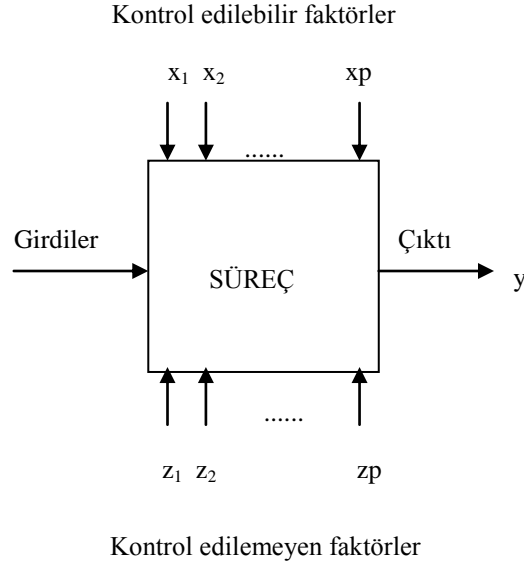 Kontrol edilebilir faktörler
x₁ x₂ xp
......
Girdiler Çıktı
SÜREÇ y
......
z₁ z₂ zp
Kontrol edilemeyen faktörler